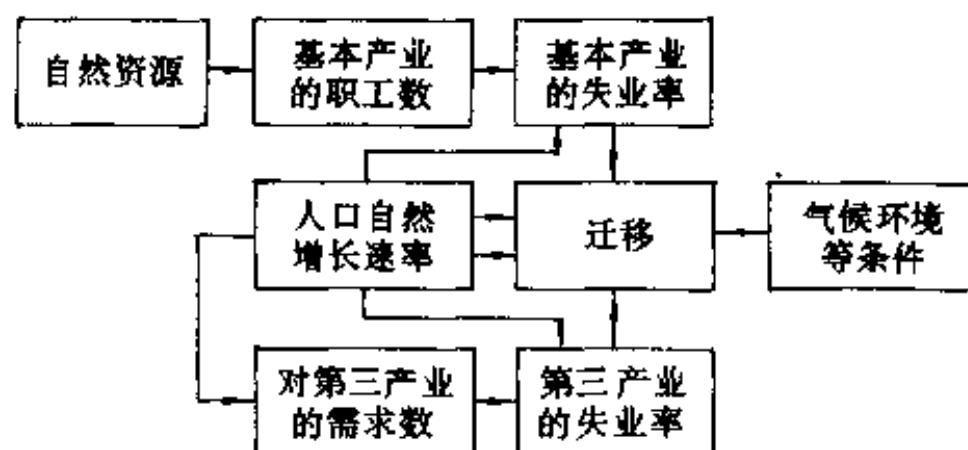 自然资源
基本产业
的职工数
基本产业
的失业率
人口自然
增长速率
迁移
气候环境
等条件
对第三产业
的需求数
第三产业
的失业率